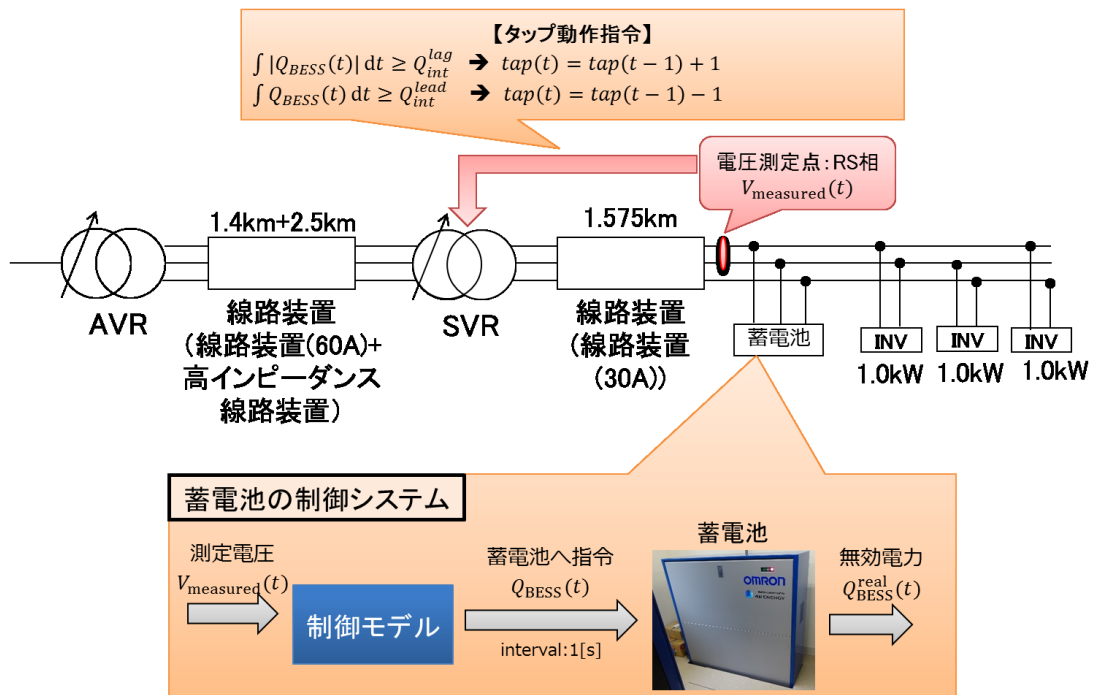 【タップ動作指令】
∫ |Q_BESS(t)| dt ≥ Q_int^lag ➔ tap(t) = tap(t − 1) + 1
∫ Q_BESS(t) dt ≥ Q_int^lead ➔ tap(t) = tap(t − 1) − 1
電圧測定点:RS相
V_measured(t)
1.4km+2.5km
1.575km
AVR
線路装置
(線路装置(60A)+
高インピーダンス
線路装置)
SVR
線路装置
(線路装置
(30A))
蓄電池
INV
1.0kW
INV
1.0kW
INV
1.0kW
蓄電池の制御システム
測定電圧
V_measured(t)
制御モデル
蓄電池へ指令
Q_BESS(t)
interval:1[s]
蓄電池
OMRON
無効電力
Q_BESS^real(t)